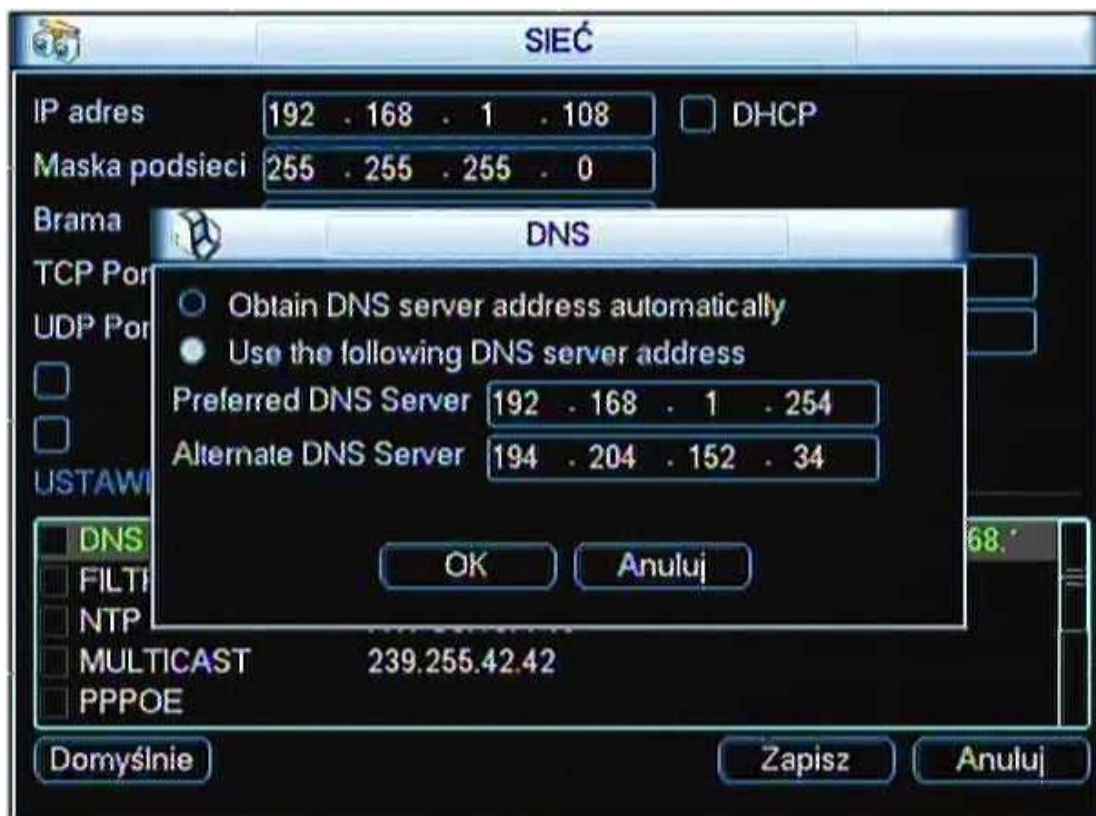 SIEĆ
IP adres 192 . 168 . 1 . 108 DHCP
Maska podsieci 255 . 255 . 255 . 0
Brama
DNS
TCP Por
Obtain DNS server address automatically
UDP Por
Use the following DNS server address
Preferred DNS Server 192 . 168 . 1 . 254
Alternate DNS Server 194 . 204 . 152 . 34
USTAWI
DNS 68.
FILTR
OK Anuluj
NTP
MULTICAST 239.255.42.42
PPPOE
Domyślnie Zapisz Anuluj